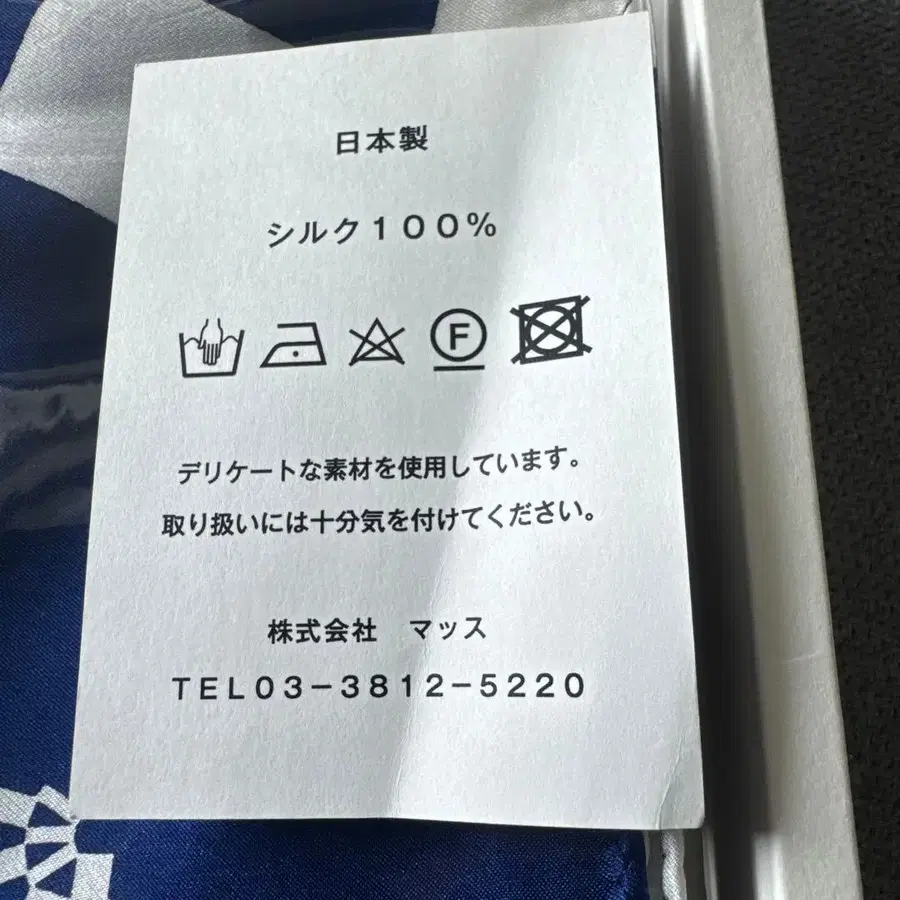 日本製
シルク１００％
F
デリケートな素材を使用しています。
取り扱いには十分気を付けてください。
株式会社　マッス
ＴＥＬ０３－３８１２－５２２０